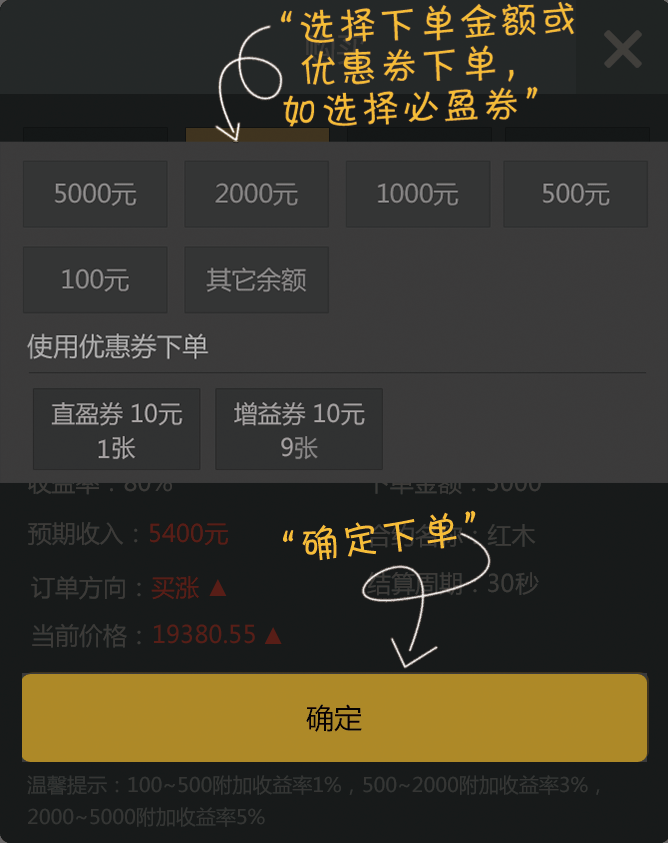 “选择下单金额或
优惠券下单，
如选择必盈券”
5000元 2000元 1000元 500元
100元 其它余额
使用优惠券下单
直盈券 10元 增益券 10元
1张 9张
收益率：80% 下单金额：3000
预期收入：5400元 合约名称：红木
“确定下单”
订单方向：买涨 ▲ 结算周期：30秒
当前价格：19380.55 ▲
确定
温馨提示：100~500附加收益率1%，500~2000附加收益率3%，
2000~5000附加收益率5%